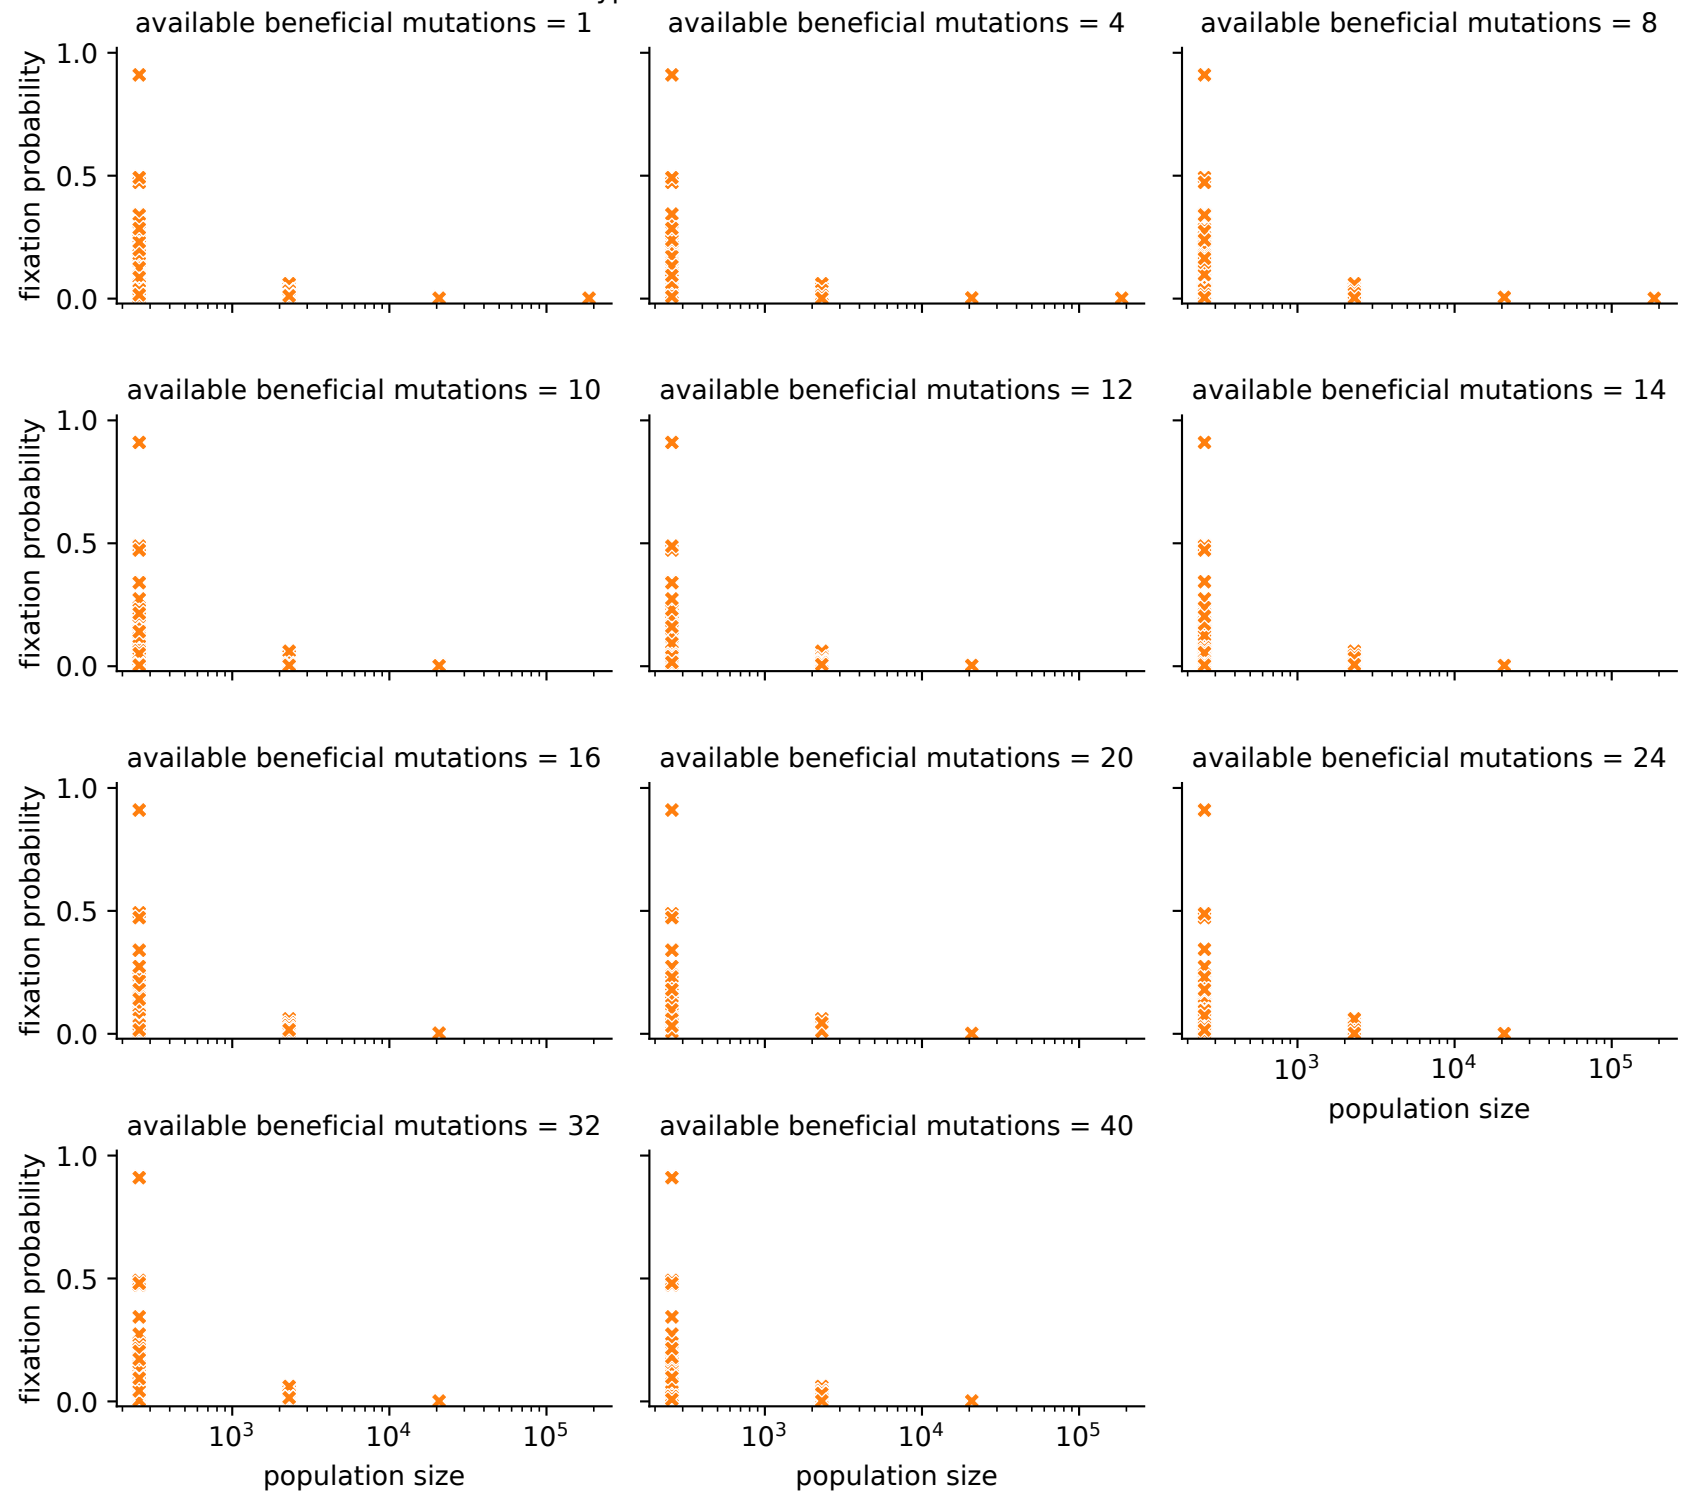 available beneficial mutations = 1
available beneficial mutations = 4
available beneficial mutations = 8
fixation probability
1.0
0.5
0.0
available beneficial mutations = 10
available beneficial mutations = 12
available beneficial mutations = 14
fixation probability
1.0
0.5
0.0
available beneficial mutations = 16
available beneficial mutations = 20
available beneficial mutations = 24
fixation probability
1.0
0.5
0.0
10³ 10⁴ 10⁵
population size
available beneficial mutations = 32
available beneficial mutations = 40
fixation probability
1.0
0.5
0.0
10³ 10⁴ 10⁵
10³ 10⁴ 10⁵
population size
population size